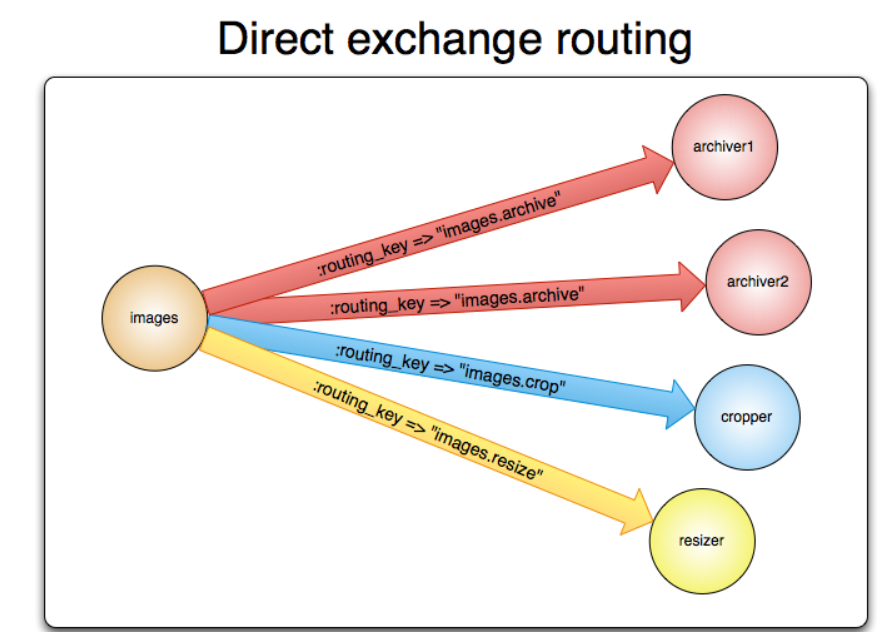 Direct exchange routing
archiver1
:routing_key => "images.archive"
archiver2
:routing_key => "images.archive"
images
:routing_key => "images.crop"
cropper
:routing_key => "images.resize"
resizer